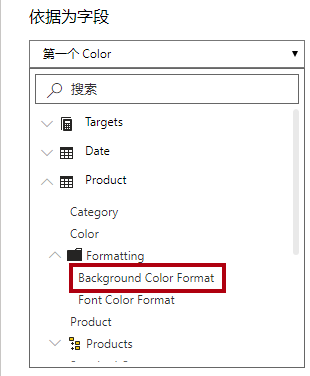 依据为字段
第一个 Color
搜索
Targets
Date
Product
Category
Color
Formatting
Background Color Format
Font Color Format
Product
Products